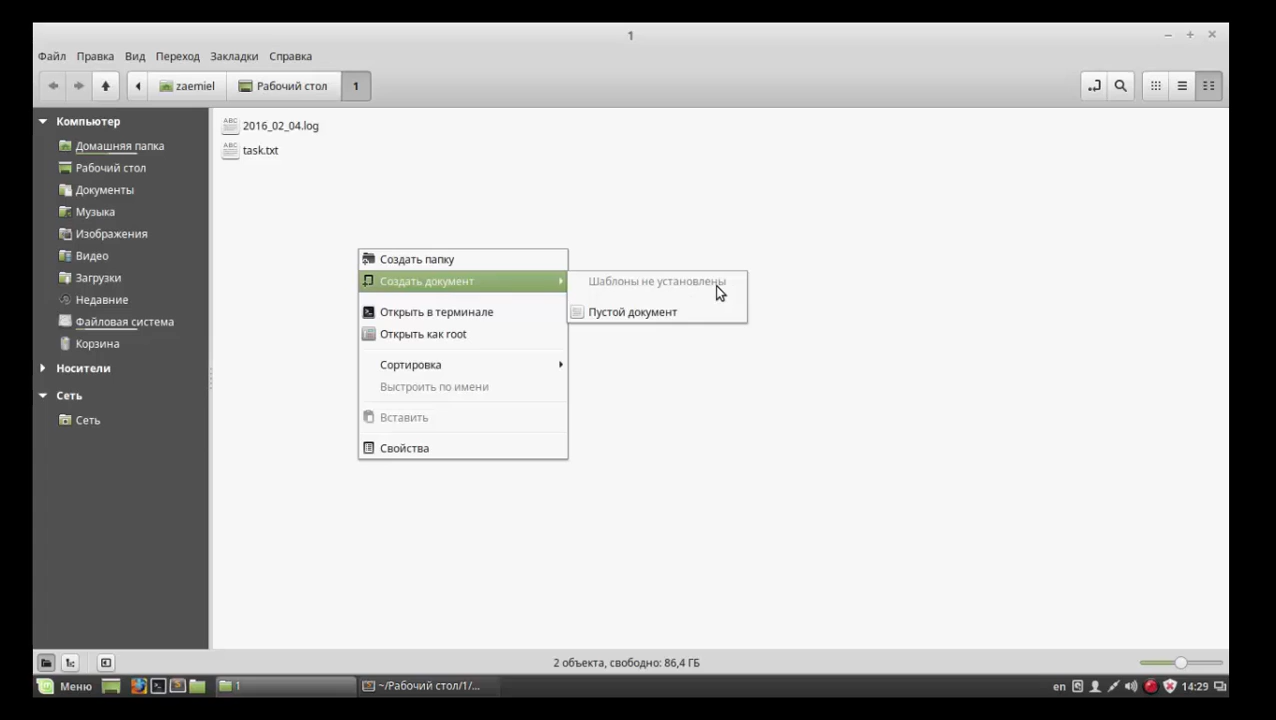 1
Файл Правка Вид Переход Закладки Справка
zaemiel Рабочий стол 1
Компьютер
Домашняя папка
Рабочий стол
Документы
Музыка
Изображения
Видео
Загрузки
Недавние
Файловая система
Корзина
Носители
Сеть
Сеть
ABC 2016_02_04.log
ABC task.txt
Создать папку
Создать документ
Открыть в терминале
Открыть как root
Сортировка
Выстроить по имени
Вставить
Свойства
Шаблоны не установлены
Пустой документ
2 объекта, свободно: 86,4 ГБ
Меню 1 ~/Рабочий стол/1/... en 14:29